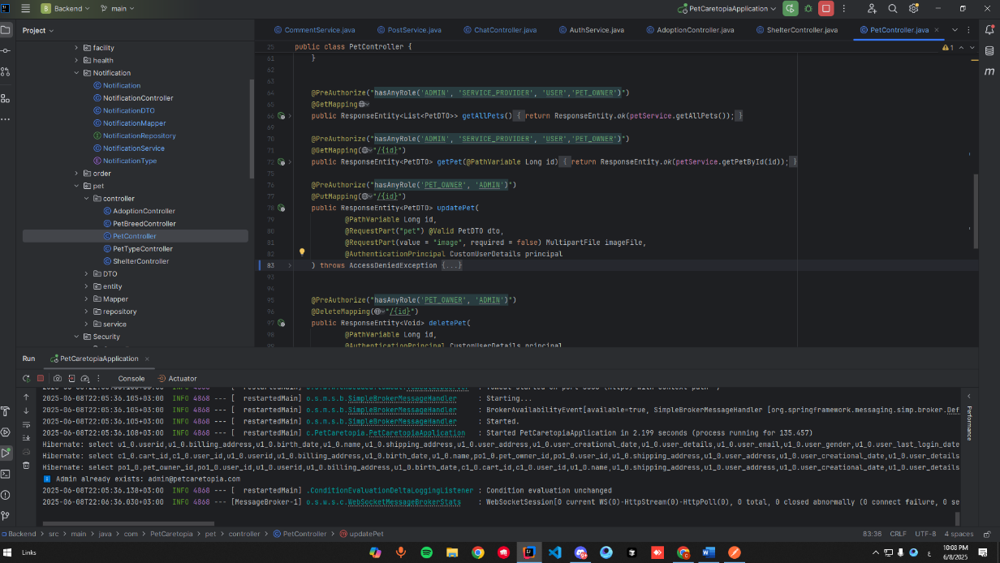 Backend
main
PetCaretopiaApplication
Project
CommentService.java
PostService.java
ChatController.java
AuthService.java
AdoptionController.java
ShelterController.java
PetController.java
facility
health
Notification
Notification
NotificationController
NotificationDTO
NotificationMapper
NotificationRepository
NotificationService
NotificationType
order
pet
controller
AdoptionController
PetBreedController
PetController
PetTypeController
ShelterController
DTO
entity
Mapper
repository
service
Security
25 public class PetController {
1
61 }
62
63
64 @PreAuthorize("hasAnyRole('ADMIN', 'SERVICE_PROVIDER', 'USER','PET_OWNER')")
65 @GetMapping
66 public ResponseEntity<List<PetDTO>> getAllPets() { return ResponseEntity.ok(petService.getAllPets()); }
69
70 @PreAuthorize("hasAnyRole('ADMIN', 'SERVICE_PROVIDER', 'USER','PET_OWNER')")
71 @GetMapping("/{id}")
72 public ResponseEntity<PetDTO> getPet(@PathVariable Long id) { return ResponseEntity.ok(petService.getPetById(id)); }
75
76 @PreAuthorize("hasAnyRole('PET_OWNER', 'ADMIN')")
77 @PutMapping("/{id}")
78 public ResponseEntity<PetDTO> updatePet(
79 @PathVariable Long id,
80 @RequestPart("pet") @Valid PetDTO dto,
81 @RequestPart(value = "image", required = false) MultipartFile imageFile,
82 @AuthenticationPrincipal CustomUserDetails principal
83 ) throws AccessDeniedException {...}
93
94
95 @PreAuthorize("hasAnyRole('PET_OWNER', 'ADMIN')")
96 @DeleteMapping("/{id}")
97 public ResponseEntity<Void> deletePet(
98 @PathVariable Long id,
99 @AuthenticationPrincipal CustomUserDetails principal
Run
PetCaretopiaApplication
Console
Actuator
2025-06-08T22:05:36.105+03:00 INFO 4868 --- [ restartedMain] o.s.m.s.b.SimpleBrokerMessageHandler : Starting...
2025-06-08T22:05:36.105+03:00 INFO 4868 --- [ restartedMain] o.s.m.s.b.SimpleBrokerMessageHandler : BrokerAvailabilityEvent[available=true, SimpleBrokerMessageHandler [org.springframework.messaging.simp.broker.Def
2025-06-08T22:05:36.105+03:00 INFO 4868 --- [ restartedMain] o.s.m.s.b.SimpleBrokerMessageHandler : Started.
2025-06-08T22:05:36.108+03:00 INFO 4868 --- [ restartedMain] c.PetCaretopia.PetCaretopiaApplication : Started PetCaretopiaApplication in 2.199 seconds (process running for 135.457)
Hibernate: select u1_0.userid,u1_0.billing_address,u1_0.birth_date,u1_0.name,u1_0.shipping_address,u1_0.user_address,u1_0.user_creational_date,u1_0.user_details,u1_0.user_email,u1_0.user_gender,u1_0.user_last_login_date
Hibernate: select c1_0.cart_id,c1_0.user_id,u1_0.userid,u1_0.billing_address,u1_0.birth_date,u1_0.name,po1_0.pet_owner_id,po1_0.user_id,u1_0.shipping_address,u1_0.user_address,u1_0.user_creational_date,u1_0.user_details
Hibernate: select po1_0.pet_owner_id,po1_0.user_id,u1_0.userid,u1_0.billing_address,u1_0.birth_date,c1_0.cart_id,c1_0.user_id,u1_0.name,u1_0.shipping_address,u1_0.user_address,u1_0.user_creational_date,u1_0.user_details
Admin already exists: admin@petcaretopia.com
2025-06-08T22:05:36.138+03:00 INFO 4868 --- [ restartedMain] .ConditionEvaluationDeltaLoggingListener : Condition evaluation unchanged
2025-06-08T22:06:36.030+03:00 INFO 4868 --- [MessageBroker-1] o.s.w.s.c.WebSocketMessageBrokerStats : WebSocketSession[0 current WS(0)-HttpStream(0)-HttpPoll(0), 0 total, 0 closed abnormally (0 connect failure, 0 se
Performance
Backend > src > main > java > com > PetCaretopia > pet > controller > PetController > updatePet
83:36 CRLF UTF-8 4 spaces
Links
10:08 PM
6/8/2025